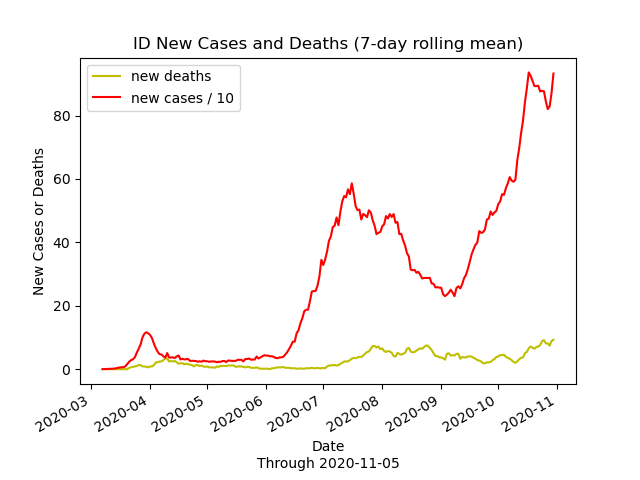 ID New Cases and Deaths (7-day rolling mean)
new deaths
new cases / 10
New Cases or Deaths
80
60
40
20
0
2020-03
2020-04
2020-05
2020-06
2020-07
2020-08
2020-09
2020-10
2020-11
Date
Through 2020-11-05